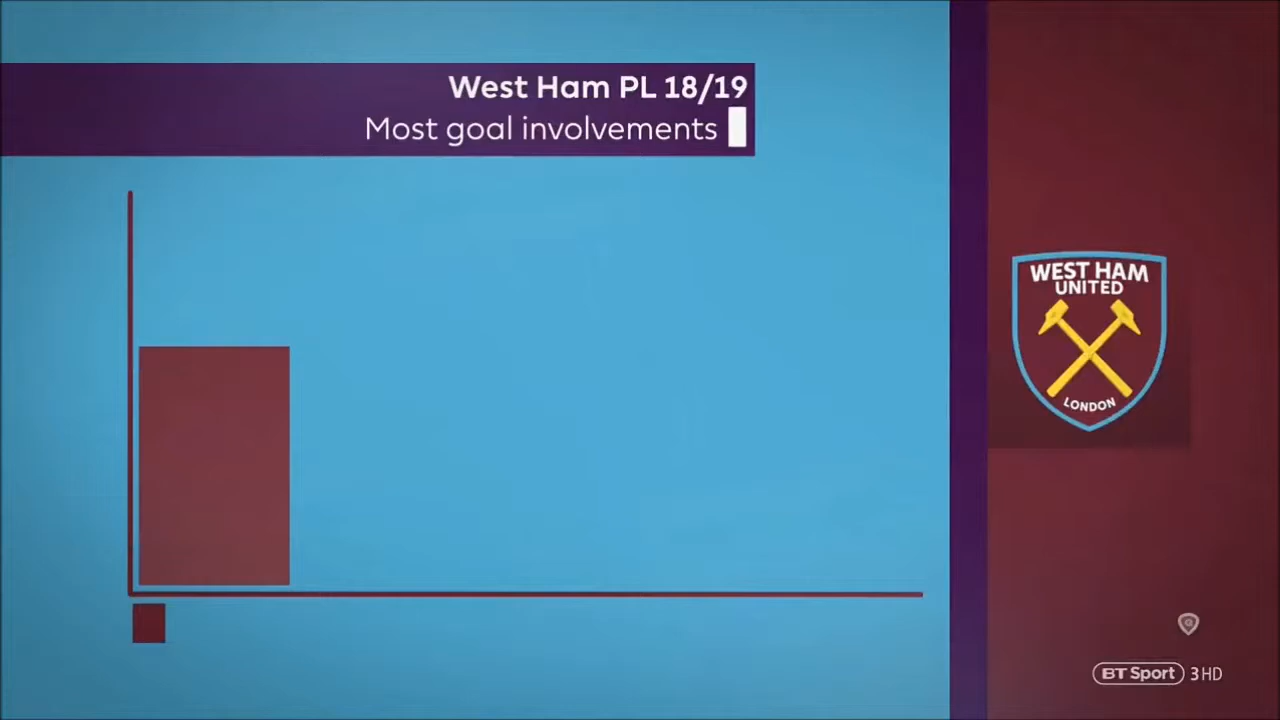 West Ham PL 18/19
Most goal involvements
WEST HAM
UNITED
LONDON
BT Sport 3HD